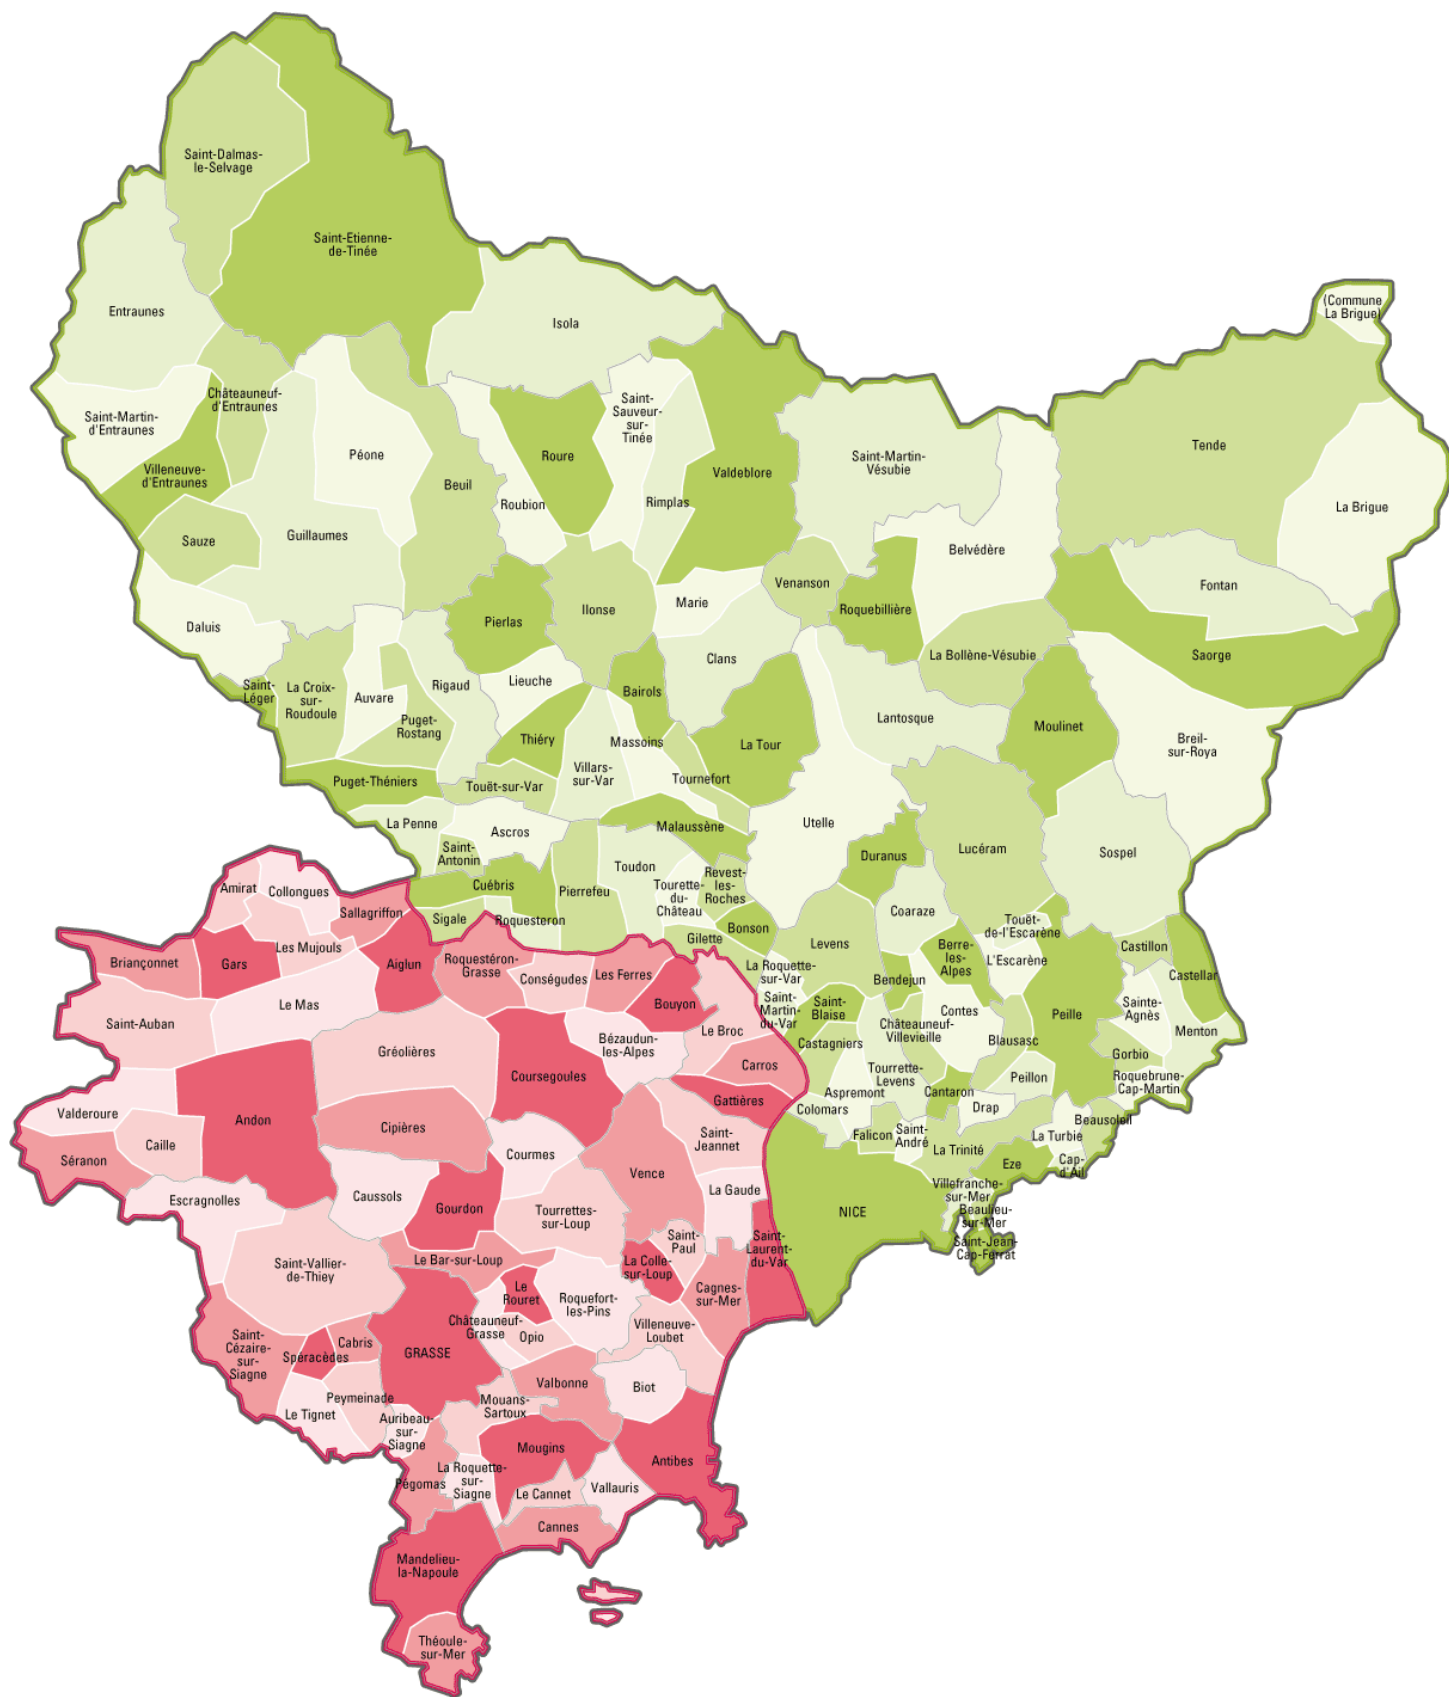 Saint-Dalmas-
le-Selvage
Saint-Etienne-
de-Tinée
Entraunes
Isola
(Commune
La Brigue)
Châteauneuf-
d'Entraunes
Saint-Martin-
d'Entraunes
Saint-
Sauveur-
sur-
Tinée
Villeneuve-
d'Entraunes
Péone
Roure
Valdeblore
Saint-Martin-
Vésubie
Tende
Beuil
Roubion
Rimplas
La Brigue
Sauze
Guillaumes
Belvédère
Venanson
Fontan
Ilonse
Marie
Roquebillière
Daluis
Pierlas
La Bollène-Vésubie
Saorge
Clans
Saint-
Léger
La Croix-
sur-
Roudoule
Auvare
Rigaud
Lieuche
Bairols
Puget-
Rostang
Lantosque
Moulinet
Thiéry
Massoins
La Tour
Breil-
sur-Roya
Puget-Théniers
Touët-sur-Var
Villars-
sur-Var
Tournefort
La Penne
Ascros
Malaussène
Utelle
Saint-
Antonin
Duranus
Lucéram
Sospel
Cuébris
Pierrefeu
Toudon
Tourette-
du-
Château
Revest-
les-
Roches
Amirat
Collongues
Sallagriffon
Sigale
Roquesteron
Coaraze
Touët-
de-l'Escarène
Bonson
Gilette
Levens
Berre-
les-
Alpes
L'Escarène
Castillon
Castellar
Les Mujouls
Briançonnet
Gars
Aiglun
Roquestéron-
Grasse
Conségudes
Les Ferres
Bouyon
La Roquette-
sur-Var
Bendejun
Le Mas
Saint-
Martin-
du-Var
Saint-
Blaise
Contes
Peille
Sainte-
Agnès
Menton
Saint-Auban
Gréolières
Bézaudun-
les-Alpes
Le Broc
Castagniers
Châteauneuf-
Villevieille
Blausasc
Gorbio
Coursegoules
Carros
Aspremont
Tourrette-
Levens
Peillon
Roquebrune-
Cap-Martin
Valderoure
Andon
Gattières
Colomars
Cantaron
Drap
Beausoleil
Caille
Cipières
Saint-
Jeannet
Falicon
Saint-
André
La Trinité
La Turbie
Séranon
Courmes
Vence
Eze
Cap-
d'Ail
Escragnolles
Caussols
Gourdon
La Gaude
Villefranche-
sur-Mer
Tourrettes-
sur-Loup
NICE
Beaulieu-
sur-Mer
Saint-
Paul
Saint-
Laurent-
du-Var
Saint-Jean-
Cap-Ferrat
Saint-Vallier-
de-Thiey
Le Bar-sur-Loup
La Colle-
sur-Loup
Le
Rouret
Roquefort-
les-Pins
Cagnes-
sur-Mer
Châteauneuf-
Grasse
Opio
Villeneuve-
Loubet
Saint-
Cézaire-
sur-
Siagne
Spéracèdes
Cabris
GRASSE
Valbonne
Biot
Peymeinade
Mouans-
Sartoux
Le Tignet
Auribeau-
sur-
Siagne
Mougins
Antibes
Pégomas
La Roquette-
sur-
Siagne
Le Cannet
Vallauris
Cannes
Mandelieu-
la-Napoule
Théoule-
sur-Mer